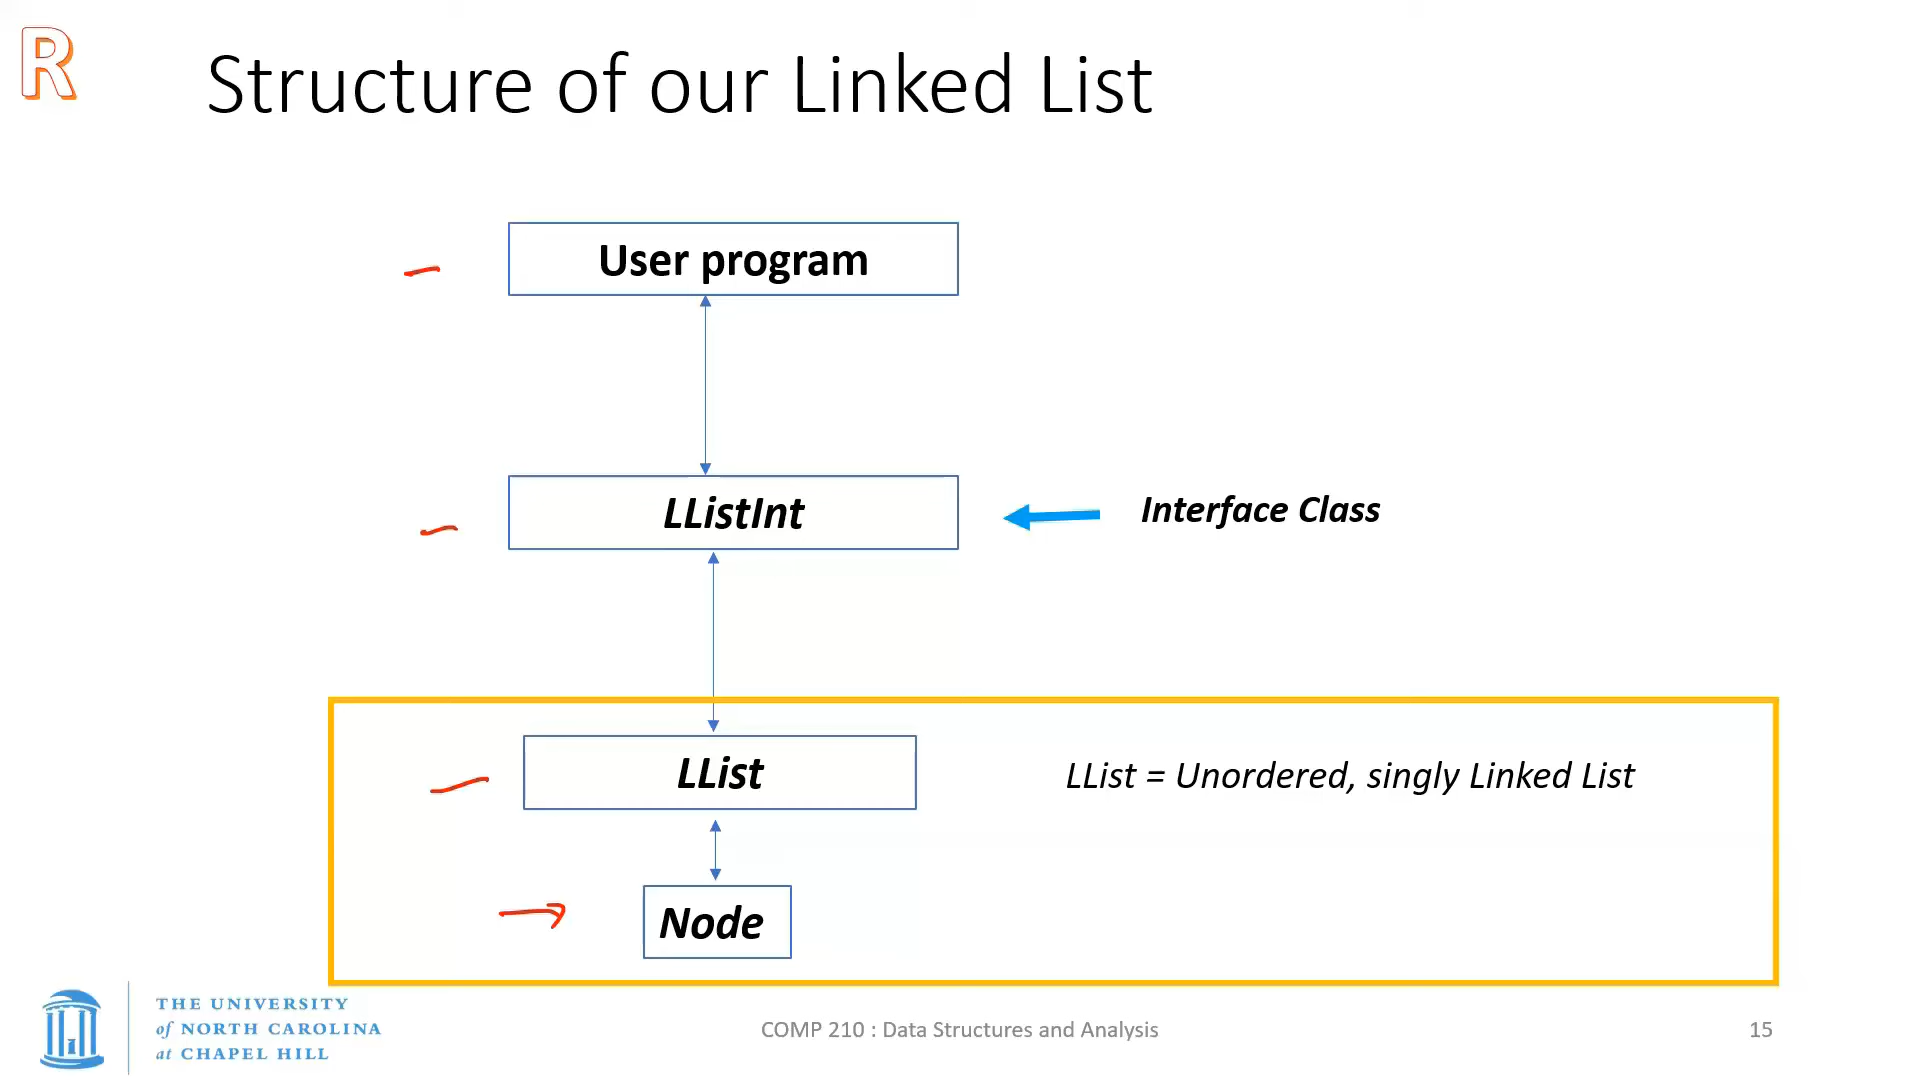 R
Structure of our Linked List
User program
LListInt
Interface Class
LList
LList = Unordered, singly Linked List
Node
THE UNIVERSITY
of NORTH CAROLINA
at CHAPEL HILL
COMP 210 : Data Structures and Analysis
15